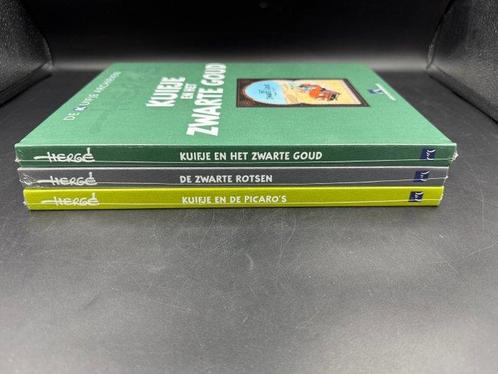 DE KUIFJE ARCHIEVEN
KUIFJE
EN HET
ZWARTE GOUD
HERGÉ KUIFJE EN HET ZWARTE GOUD
HERGÉ DE ZWARTE ROTSEN
HERGÉ KUIFJE EN DE PICARO'S